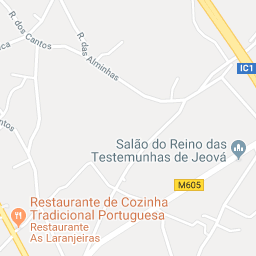 R. dos Cantos
R. das Alminhas
IC1
Salão do Reino das
Testemunhas de Jeová
M605
Restaurante de Cozinha
Tradicional Portuguesa
Restaurante
As Laranjeiras